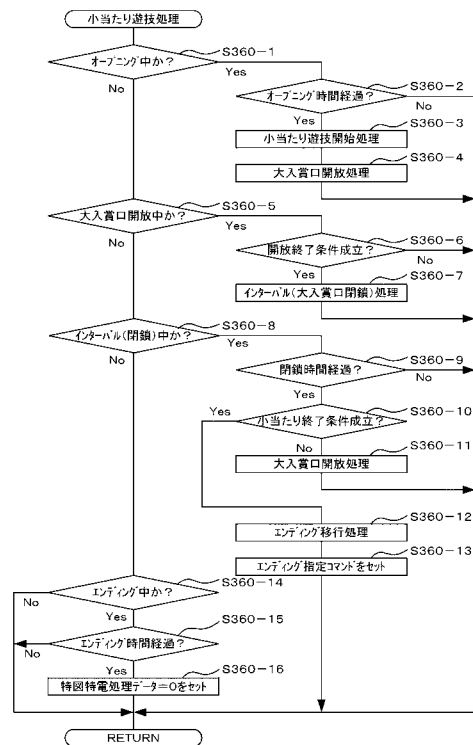 小当たり遊技処理
S360-1
オープニング中か？
Yes
No
S360-2
オープニング時間経過？
No
Yes
S360-3
小当たり遊技開始処理
S360-4
大入賞口開放処理
S360-5
大入賞口開放中か？
Yes
No
S360-6
開放終了条件成立？
No
Yes
S360-7
インターバル(大入賞口閉鎖)処理
S360-8
インターバル(閉鎖)中か？
Yes
No
S360-9
閉鎖時間経過？
No
Yes
S360-10
Yes
小当たり終了条件成立？
No
S360-11
大入賞口開放処理
S360-12
エンディング移行処理
S360-13
エンディング指定コマンドをセット
S360-14
エンディング中か？
No
Yes
S360-15
エンディング時間経過？
No
Yes
S360-16
特図特電処理データ=0をセット
RETURN